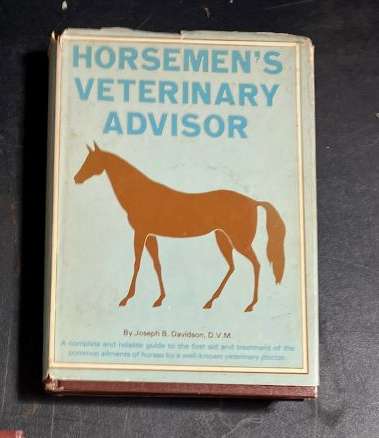 HORSEMEN'S
VETERINARY
ADVISOR
By Joseph B. Davidson, D.V.M.
A complete and reliable guide to the first aid and treatment of the
common ailments of horses by a well-known veterinary doctor.